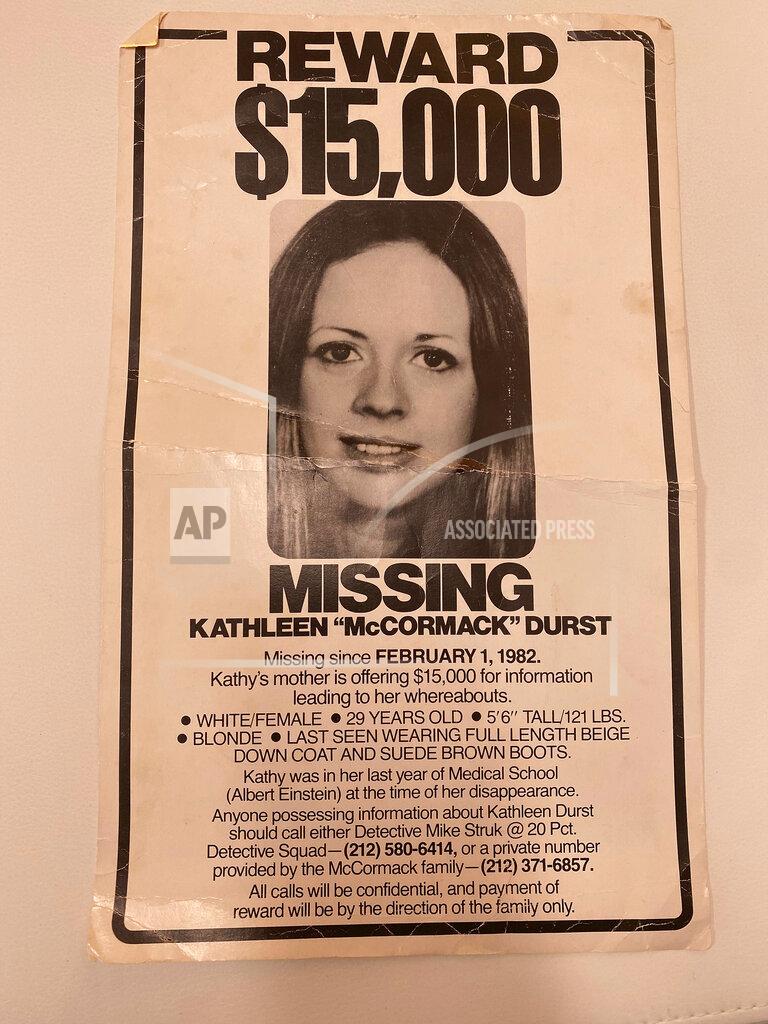 REWARD
$15,000
AP
ASSOCIATED PRESS
MISSING
KATHLEEN “McCORMACK” DURST
Missing since FEBRUARY 1, 1982.
Kathy's mother is offering $15,000 for information
leading to her whereabouts.
● WHITE/FEMALE ● 29 YEARS OLD ● 5'6" TALL/121 LBS.
● BLONDE ● LAST SEEN WEARING FULL LENGTH BEIGE
DOWN COAT AND SUEDE BROWN BOOTS.
Kathy was in her last year of Medical School
(Albert Einstein) at the time of her disappearance.
Anyone possessing information about Kathleen Durst
should call either Detective Mike Struk @ 20 Pct.
Detective Squad—(212) 580-6414, or a private number
provided by the McCormack family—(212) 371-6857.
All calls will be confidential, and payment of
reward will be by the direction of the family only.